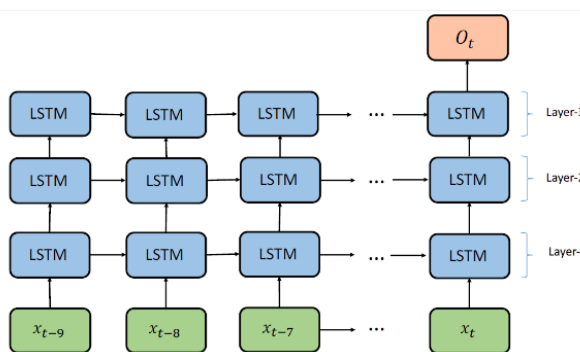 O_t
LSTM LSTM LSTM ... LSTM Layer-3
LSTM LSTM LSTM ... LSTM Layer-2
LSTM LSTM LSTM ... LSTM Layer-
x_{t-9} x_{t-8} x_{t-7} ... x_t